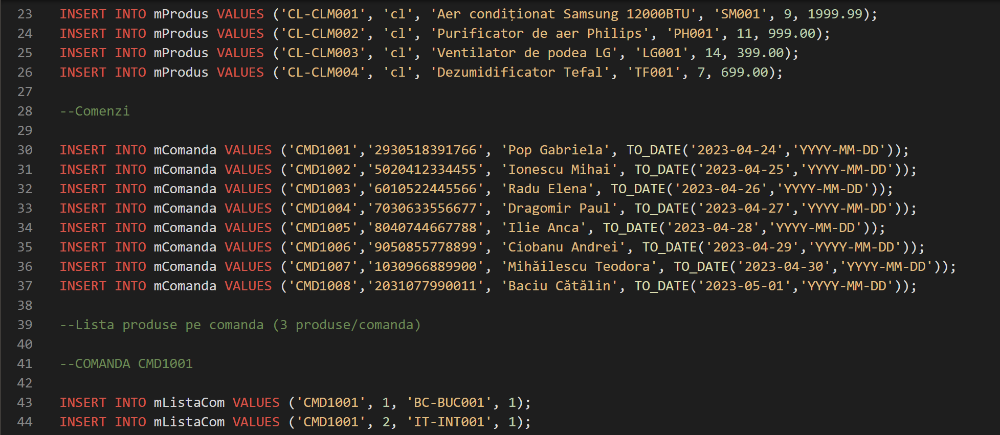 23 INSERT INTO mProdus VALUES ('CL-CLM001', 'cl', 'Aer condiționat Samsung 12000BTU', 'SM001', 9, 1999.99);
24 INSERT INTO mProdus VALUES ('CL-CLM002', 'cl', 'Purificator de aer Philips', 'PH001', 11, 999.00);
25 INSERT INTO mProdus VALUES ('CL-CLM003', 'cl', 'Ventilator de podea LG', 'LG001', 14, 399.00);
26 INSERT INTO mProdus VALUES ('CL-CLM004', 'cl', 'Dezumidificator Tefal', 'TF001', 7, 699.00);
27
28 --Comenzi
29
30 INSERT INTO mComanda VALUES ('CMD1001','2930518391766', 'Pop Gabriela', TO_DATE('2023-04-24','YYYY-MM-DD'));
31 INSERT INTO mComanda VALUES ('CMD1002','5020412334455', 'Ionescu Mihai', TO_DATE('2023-04-25','YYYY-MM-DD'));
32 INSERT INTO mComanda VALUES ('CMD1003','6010522445566', 'Radu Elena', TO_DATE('2023-04-26','YYYY-MM-DD'));
33 INSERT INTO mComanda VALUES ('CMD1004','7030633556677', 'Dragomir Paul', TO_DATE('2023-04-27','YYYY-MM-DD'));
34 INSERT INTO mComanda VALUES ('CMD1005','8040744667788', 'Ilie Anca', TO_DATE('2023-04-28','YYYY-MM-DD'));
35 INSERT INTO mComanda VALUES ('CMD1006','9050855778899', 'Ciobanu Andrei', TO_DATE('2023-04-29','YYYY-MM-DD'));
36 INSERT INTO mComanda VALUES ('CMD1007','1030966889900', 'Mihăilescu Teodora', TO_DATE('2023-04-30','YYYY-MM-DD'));
37 INSERT INTO mComanda VALUES ('CMD1008','2031077990011', 'Baciu Cătălin', TO_DATE('2023-05-01','YYYY-MM-DD'));
38
39 --Lista produse pe comanda (3 produse/comanda)
40
41 --COMANDA CMD1001
42
43 INSERT INTO mListaCom VALUES ('CMD1001', 1, 'BC-BUC001', 1);
44 INSERT INTO mListaCom VALUES ('CMD1001', 2, 'IT-INT001', 1);